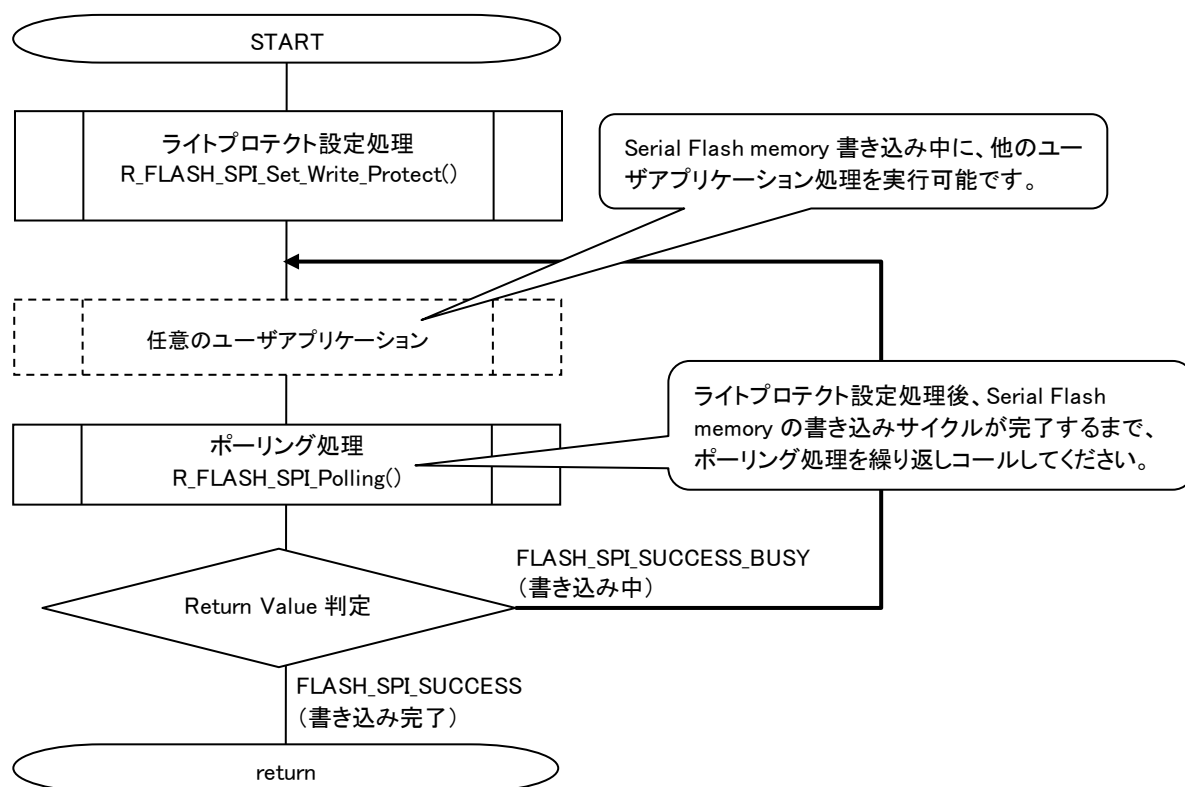 START
ライトプロテクト設定処理
R_FLASH_SPI_Set_Write_Protect()
Serial Flash memory 書き込み中に、他のユー
ザアプリケーション処理を実行可能です。
任意のユーザアプリケーション
ライトプロテクト設定処理後、Serial Flash
memory の書き込みサイクルが完了するまで、
ポーリング処理を繰り返しコールしてください。
ポーリング処理
R_FLASH_SPI_Polling()
FLASH_SPI_SUCCESS_BUSY
（書き込み中）
Return Value 判定
FLASH_SPI_SUCCESS
（書き込み完了）
return